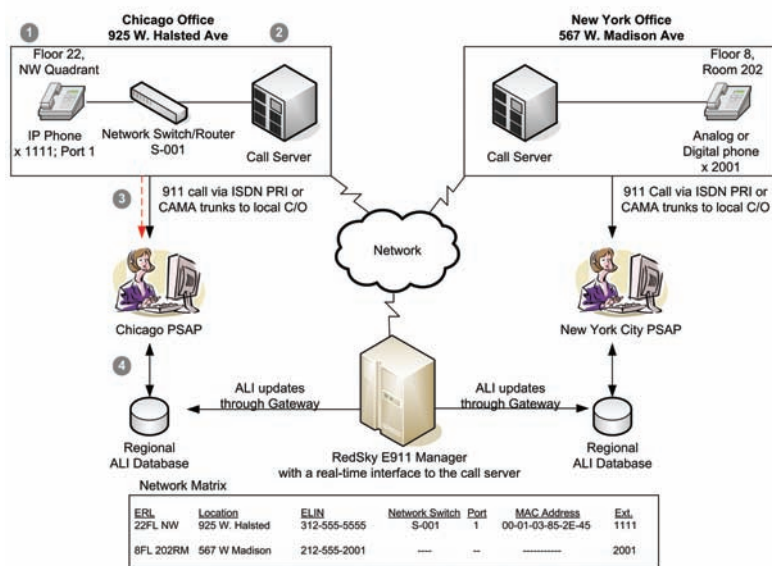 Chicago Office
925 W. Halsted Ave
New York Office
567 W. Madison Ave
1
2
Floor 22,
NW Quadrant
IP Phone
x 1111; Port 1
Network Switch/Router
S-001
Call Server
Floor 8,
Room 202
Call Server
Analog or
Digital phone
x 2001
3
911 call via ISDN PRI or
CAMA trunks to local C/O
911 Call via ISDN PRI or
CAMA trunks to local C/O
Network
Chicago PSAP
New York City PSAP
4
ALI updates
through Gateway
ALI updates
through Gateway
Regional
ALI Database
RedSky E911 Manager
with a real-time interface to the call server
Regional
ALI Database
Network Matrix
ERL Location ELIN Network Switch Port MAC Address Ext.
22FL NW 925 W. Halsted 312-555-5555 S-001 1 00-01-03-85-2E-45 1111
8FL 202RM 567 W Madison 212-555-2001 ---- -- ----------- 2001